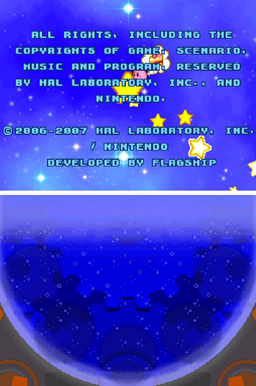 ALL RIGHTS, INCLUDING THE
COPYRIGHTS OF GAME, SCENARIO,
MUSIC AND PROGRAM, RESERVED
BY HAL LABORATORY, INC., AND
NINTENDO.
©2006-2007 HAL LABORATORY, INC.
/ NINTENDO
DEVELOPED BY FLAGSHIP